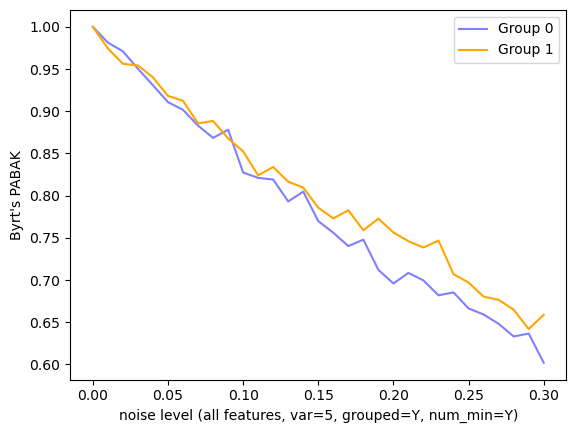 1.00
0.95
0.90
0.85
0.80
0.75
0.70
0.65
0.60
Byrt's PABAK
Group 0
Group 1
0.00 0.05 0.10 0.15 0.20 0.25 0.30
noise level (all features, var=5, grouped=Y, num_min=Y)